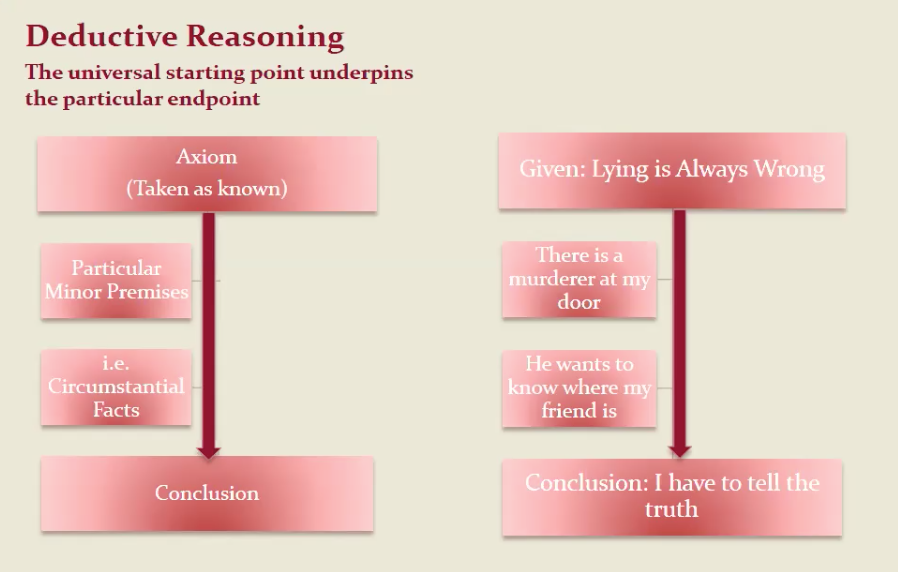 Deductive Reasoning
The universal starting point underpins
the particular endpoint
Axiom
(Taken as known)
Particular
Minor Premises
i.e.
Circumstantial
Facts
Conclusion
Given: Lying is Always Wrong
There is a
murderer at my
door
He wants to
know where my
friend is
Conclusion: I have to tell the
truth